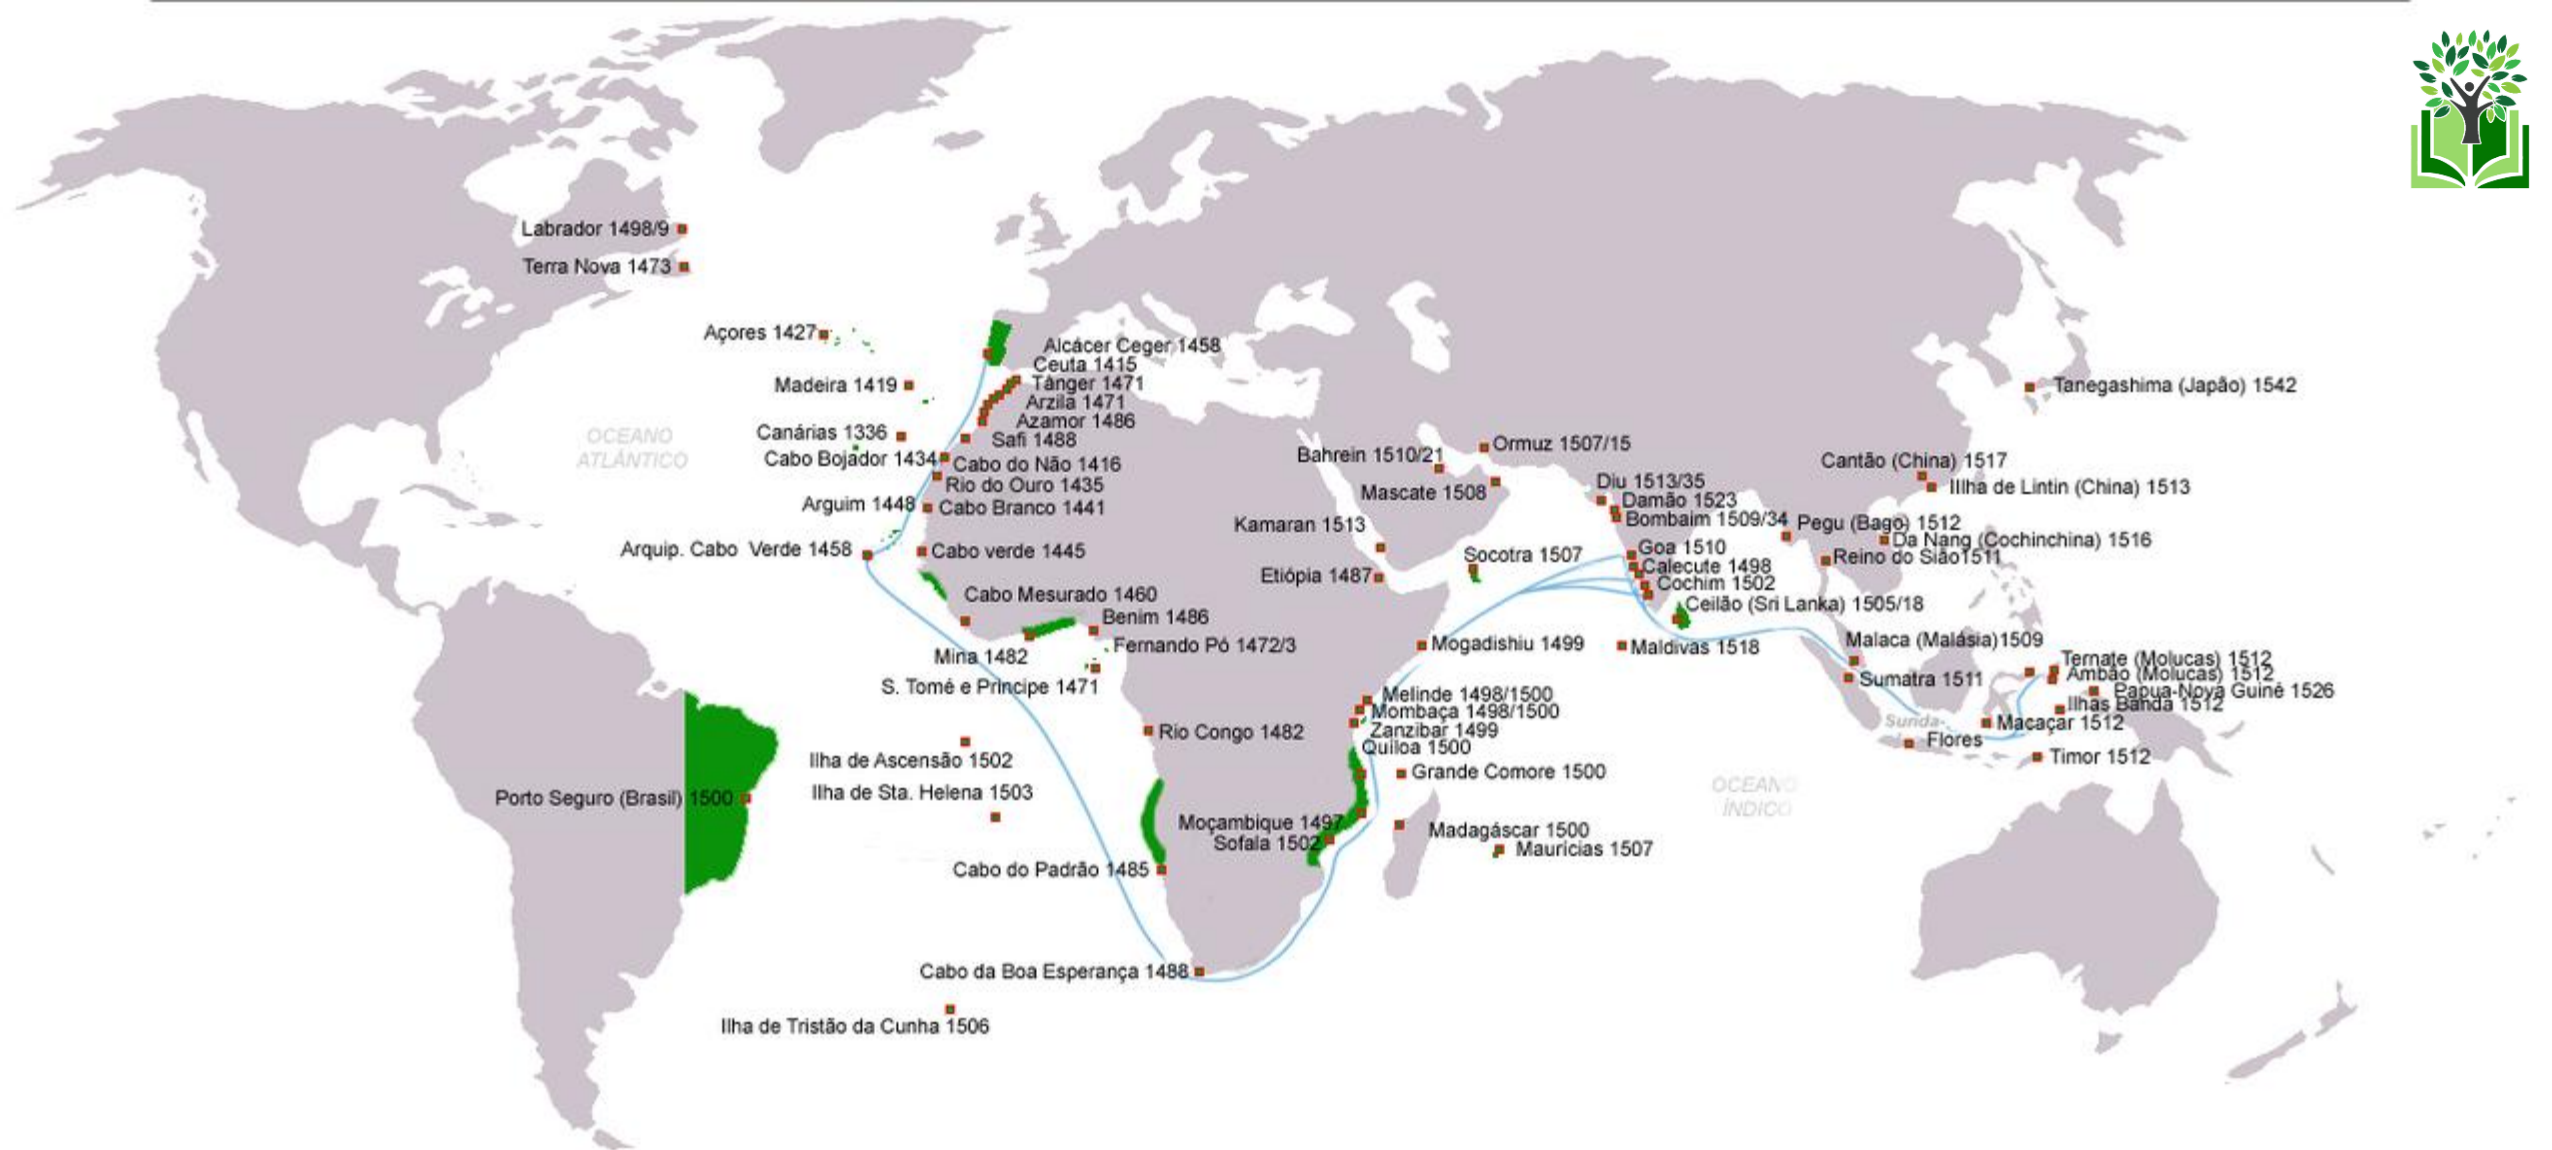 Labrador 1498/9
Terra Nova 1473
Açores 1427
Madeira 1419
Canárias 1336
Cabo Bojador 1434
OCEANO
ATLÂNTICO
Arguim 1448
Arquip. Cabo Verde 1458
Alcácer Ceger 1458
Ceuta 1415
Tânger 1471
Arzila 1471
Azamor 1486
Safi 1488
Cabo do Não 1416
Rio do Ouro 1435
Cabo Branco 1441
Cabo verde 1445
Cabo Mesurado 1460
Benim 1486
Fernando Pó 1472/3
Mina 1482
S. Tomé e Principe 1471
Rio Congo 1482
Ilha de Ascensão 1502
Ilha de Sta. Helena 1503
Porto Seguro (Brasil) 1500
Cabo do Padrão 1485
Cabo da Boa Esperança 1488
Ilha de Tristão da Cunha 1506
Bahrein 1510/21
Ormuz 1507/15
Mascate 1508
Kamaran 1513
Etiópia 1487
Socotra 1507
Mogadishiu 1499
Melinde 1498/1500
Mombaça 1498/1500
Zanzibar 1499
Quiloa 1500
Grande Comore 1500
Moçambique 1497
Sofala 1502
Madagáscar 1500
Mauricias 1507
Diu 1513/35
Damão 1523
Bombaim 1509/34
Goa 1510
Calecute 1498
Cochim 1502
Ceilão (Sri Lanka) 1505/18
Maldivas 1518
OCEANO
ÍNDICO
Tanegashima (Japão) 1542
Cantão (China) 1517
Illha de Lintin (China) 1513
Pegu (Bago) 1512
Da Nang (Cochinchina) 1516
Reino do Sião1511
Malaca (Malásia)1509
Sumatra 1511
Ternate (Molucas) 1512
Ambão (Molucas) 1512
Papua-Nova Guiné 1526
Ilhas Banda 1512
Macaçar 1512
Sunda-
Flores
Timor 1512